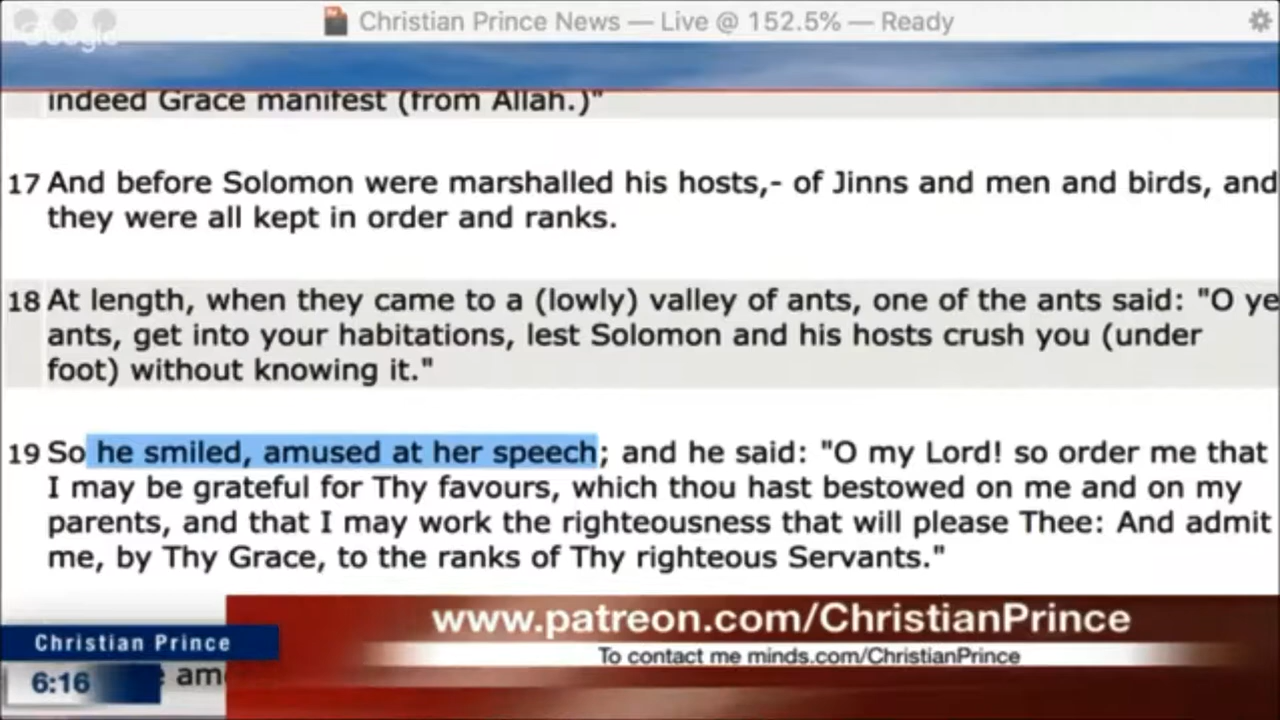 Christian Prince News — Live @ 152.5% — Ready
Google
indeed Grace manifest (from Allah.)"
17 And before Solomon were marshalled his hosts,- of Jinns and men and birds, and
they were all kept in order and ranks.
18 At length, when they came to a (lowly) valley of ants, one of the ants said: "O ye
ants, get into your habitations, lest Solomon and his hosts crush you (under
foot) without knowing it."
19 So he smiled, amused at her speech; and he said: "O my Lord! so order me that
I may be grateful for Thy favours, which thou hast bestowed on me and on my
parents, and that I may work the righteousness that will please Thee: And admit
me, by Thy Grace, to the ranks of Thy righteous Servants."
www.patreon.com/ChristianPrince
To contact me minds.com/ChristianPrince
Christian Prince
6:16